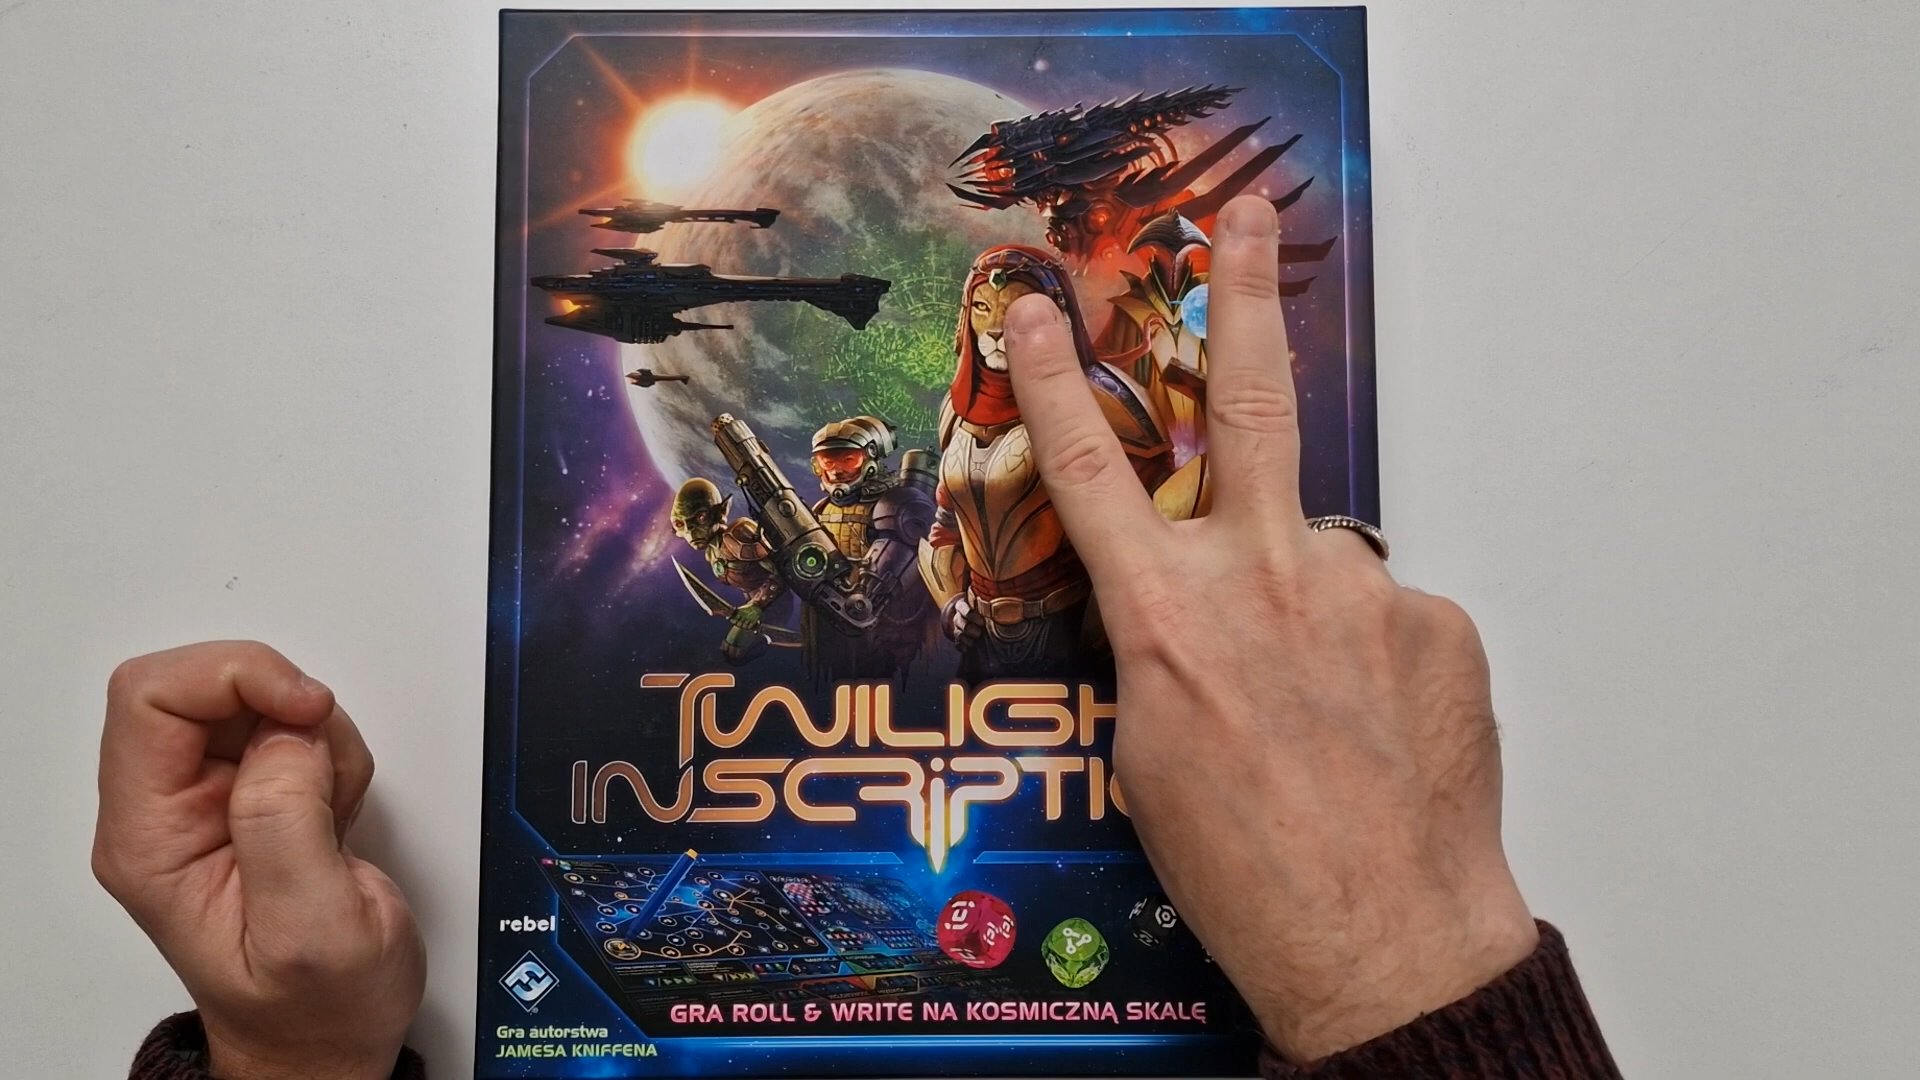 TWILIGH
INSCRIPTIO
rebel
GRA ROLL & WRITE NA KOSMICZNĄ SKALĘ
Gra autorstwa
JAMESA KNIFFENA